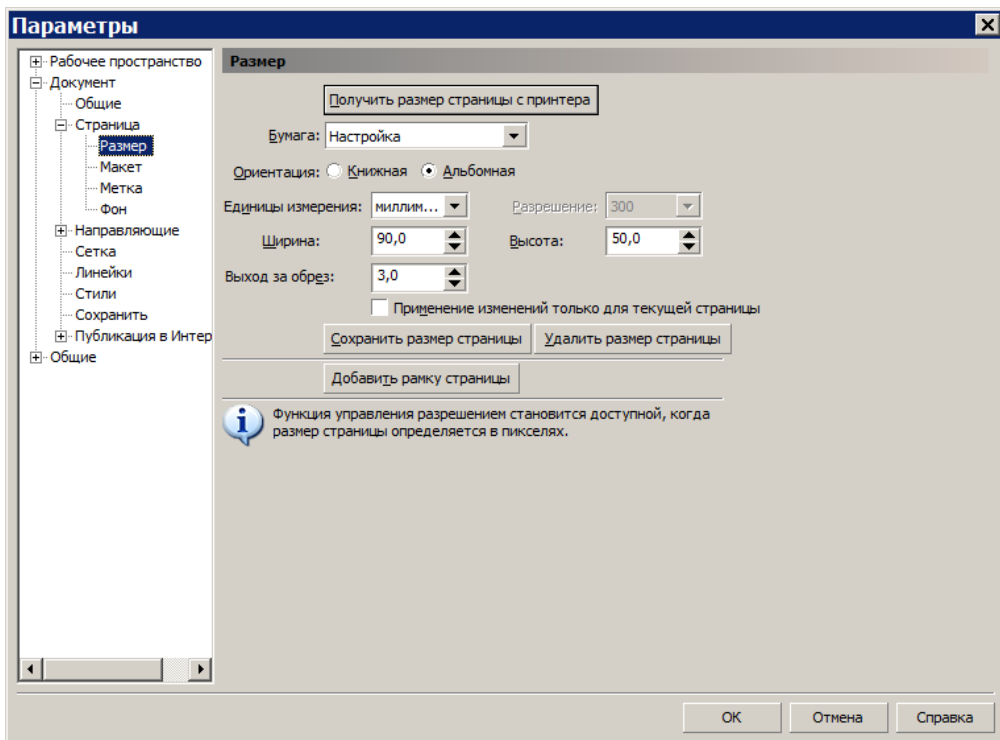 Параметры
Рабочее пространство
Документ
Общие
Страница
Размер
Макет
Метка
Фон
Направляющие
Сетка
Линейки
Стили
Сохранить
Публикация в Интер
Общие
Размер
Получить размер страницы с принтера
Бумага: Настройка
Ориентация: Книжная Альбомная
Единицы измерения: миллим... Разрешение: 300
Ширина: 90,0 Высота: 50,0
Выход за обрез: 3,0
Применение изменений только для текущей страницы
Сохранить размер страницы Удалить размер страницы
Добавить рамку страницы
Функция управления разрешением становится доступной, когда
размер страницы определяется в пикселях.
OK Отмена Справка